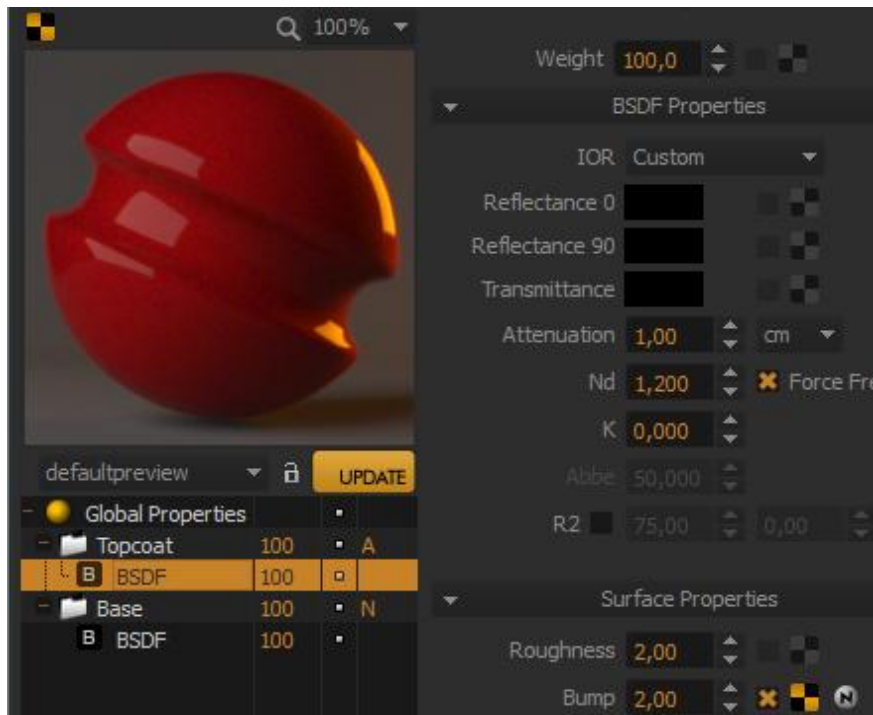 100%
Weight 100,0
BSDF Properties
IOR Custom
Reflectance 0
Reflectance 90
Transmittance
Attenuation 1,00 cm
Nd 1,200 Force Fre
K 0,000
Abbe 50,000
R2 75,00 0,00
Surface Properties
Roughness 2,00
Bump 2,00 N
defaultpreview UPDATE
Global Properties
Topcoat 100 A
B BSDF 100
Base 100 N
B BSDF 100